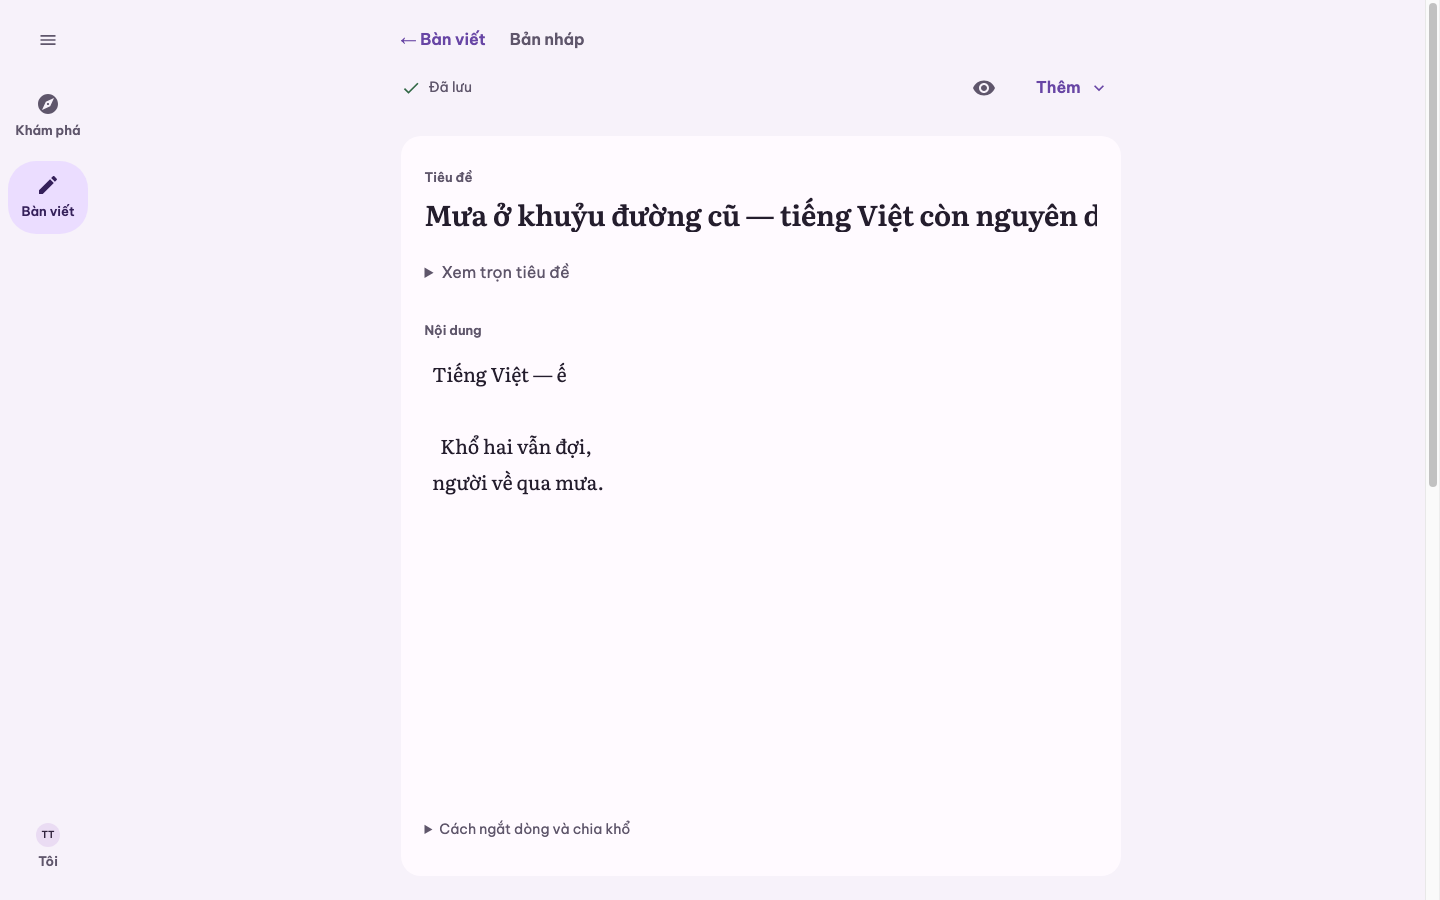 ← Bàn viết Bản nháp
Đã lưu
Thêm
Khám phá
Bàn viết
Tiêu đề
Mưa ở khuỷu đường cũ — tiếng Việt còn nguyên d
Xem trọn tiêu đề
Nội dung
Tiếng Việt — ế
Khổ hai vẫn đợi,
người về qua mưa.
Cách ngắt dòng và chia khổ
TT
Tôi